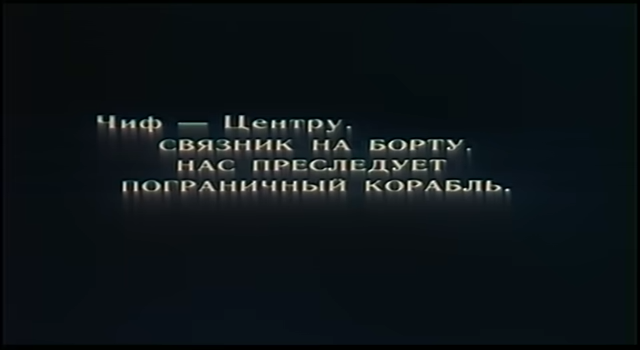 Чиф — Центру.
СВЯЗНИК НА БОРТУ.
НАС ПРЕСЛЕДУЕТ
ПОГРАНИЧНЫЙ КОРАБЛЬ.